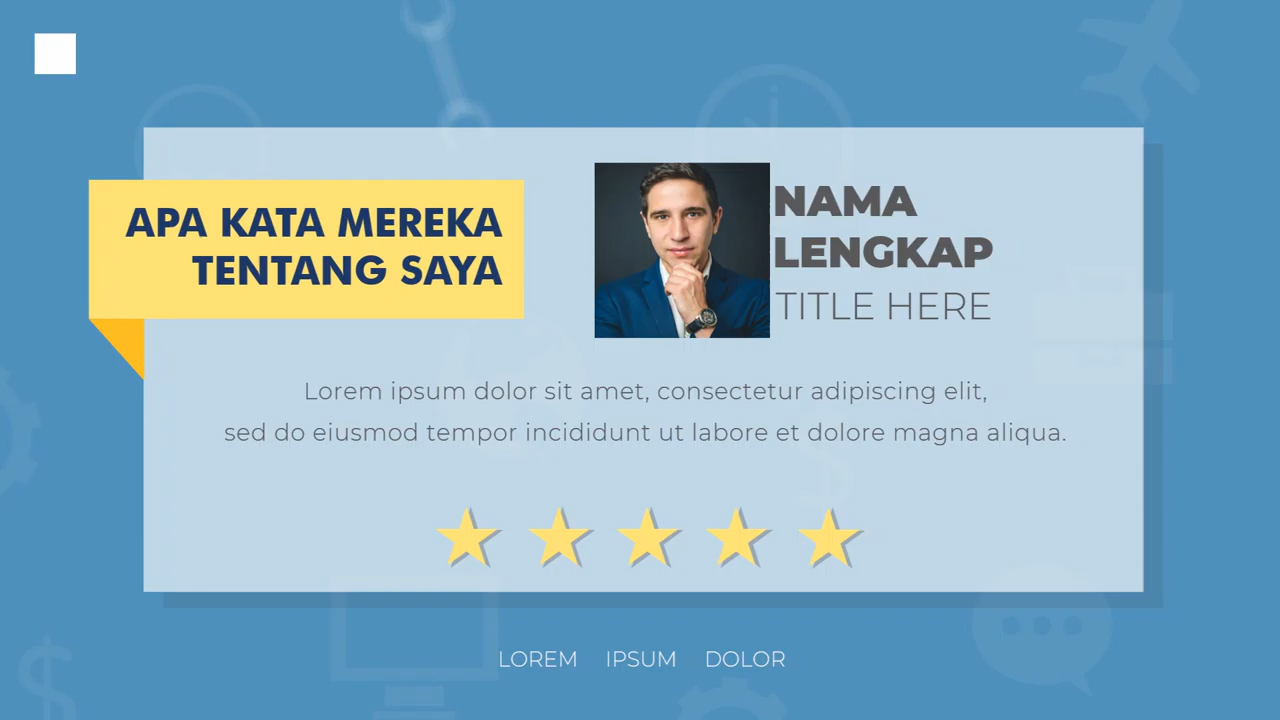 APA KATA MEREKA
TENTANG SAYA
NAMA
LENGKAP
TITLE HERE
Lorem ipsum dolor sit amet, consectetur adipiscing elit,
sed do eiusmod tempor incididunt ut labore et dolore magna aliqua.
LOREM IPSUM DOLOR